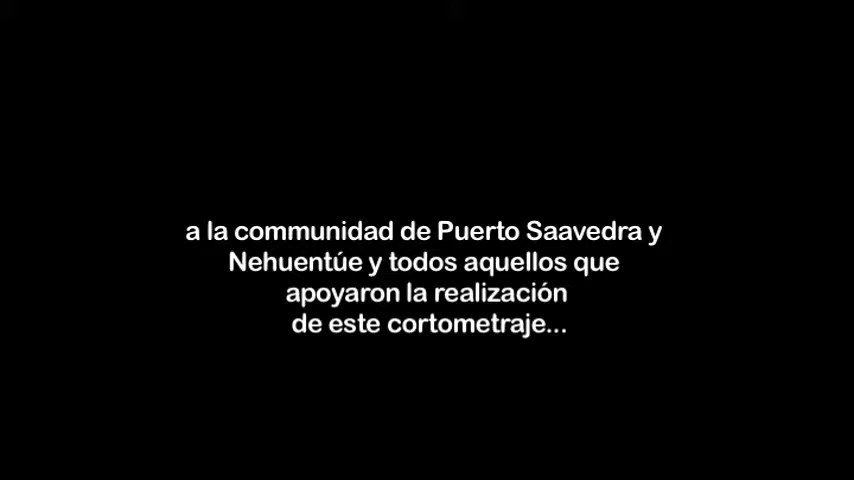 a la communidad de Puerto Saavedra y
Nehuentúe y todos aquellos que
apoyaron la realización
de este cortometraje...